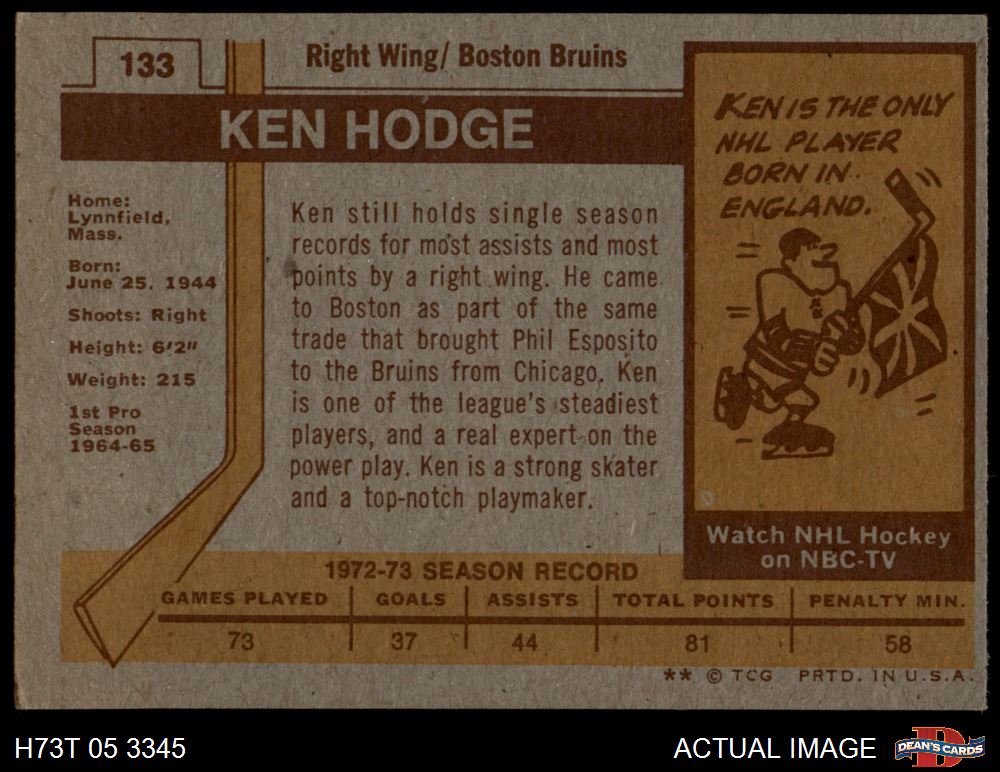 133
Right Wing/ Boston Bruins
KEN HODGE
Home:
Lynnfield,
Mass.
Born:
June 25, 1944
Shoots: Right
Height: 6'2"
Weight: 215
1st Pro
Season
1964-65
Ken still holds single season
records for most assists and most
points by a right wing. He came
to Boston as part of the same
trade that brought Phil Esposito
to the Bruins from Chicago. Ken
is one of the league's steadiest
players, and a real expert on the
power play. Ken is a strong skater
and a top-notch playmaker.
KEN IS THE ONLY
NHL PLAYER
BORN IN
ENGLAND.
Watch NHL Hockey
on NBC-TV
1972-73 SEASON RECORD
GAMES PLAYED GOALS ASSISTS TOTAL POINTS PENALTY MIN.
73 37 44 81 58
** © TCG PRTD. IN U.S.A.
H73T 05 3345
ACTUAL IMAGE
D
DEAN'S CARDS